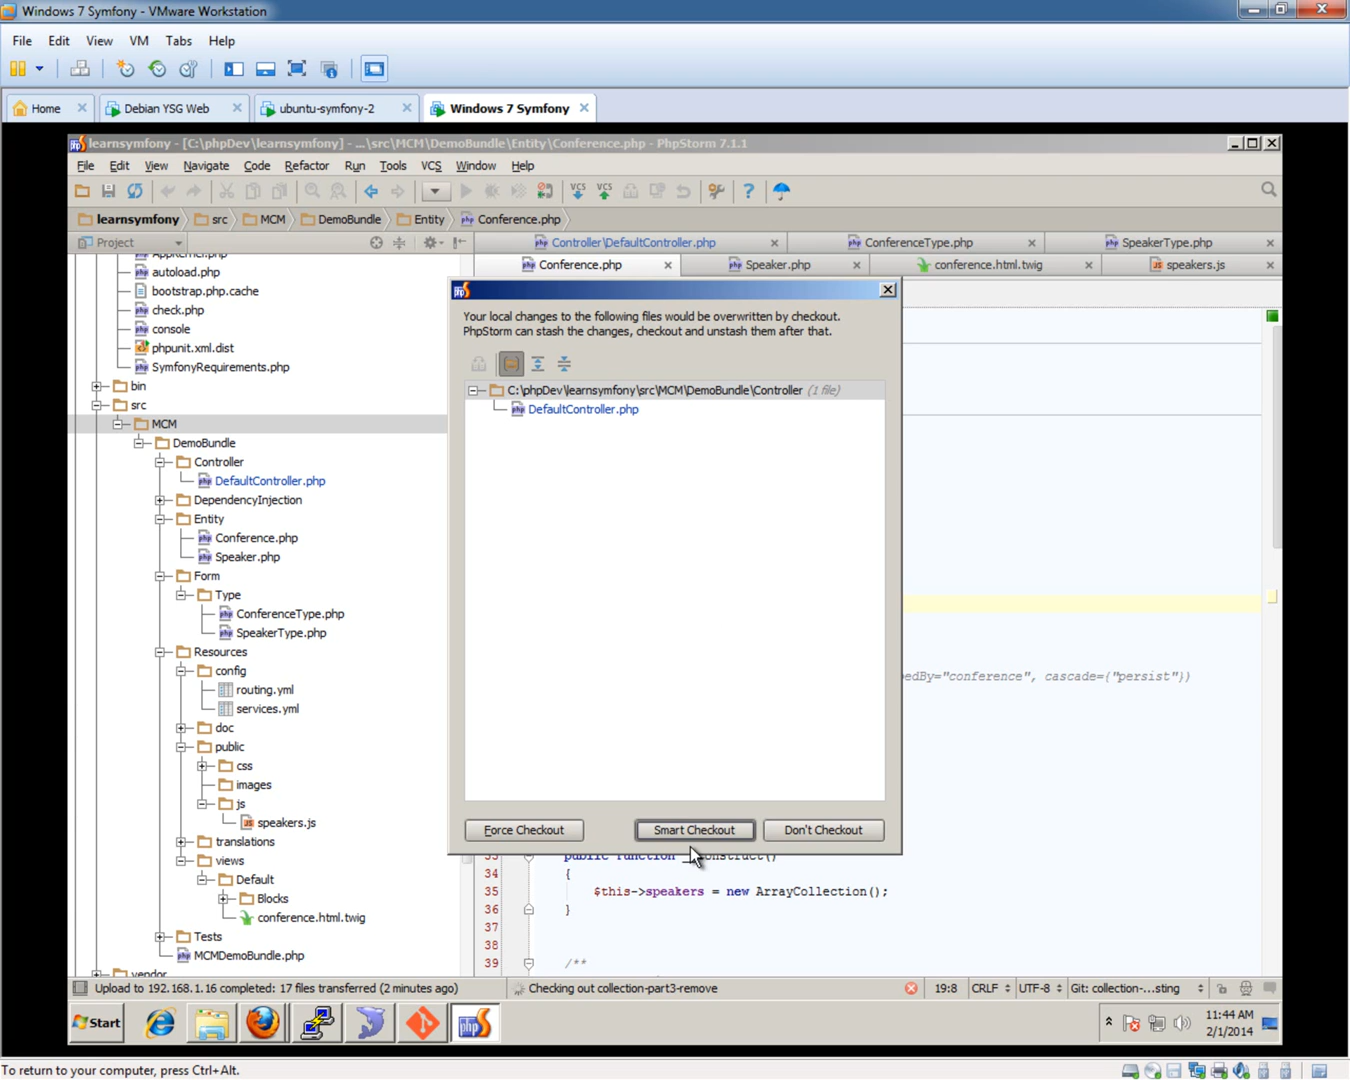 Windows 7 Symfony - VMware Workstation
File Edit View VM Tabs Help
Home Debian YSG Web ubuntu-symfony-2 Windows 7 Symfony
learnsymfony - [C:\phpDev\learnsymfony] - ...\src\MCM\DemoBundle\Entity\Conference.php - PhpStorm 7.1.1
File Edit View Navigate Code Refactor Run Tools VCS Window Help
VCS VCS
learnsymfony src MCM DemoBundle Entity Conference.php
Project
Controller\DefaultController.php ConferenceType.php SpeakerType.php
Conference.php Speaker.php conference.html.twig speakers.js
AppKernel.php
autoload.php
bootstrap.php.cache
check.php
console
phpunit.xml.dist
SymfonyRequirements.php
bin
src
MCM
DemoBundle
Controller
DefaultController.php
DependencyInjection
Entity
Conference.php
Speaker.php
Form
Type
ConferenceType.php
SpeakerType.php
Resources
config
routing.yml
services.yml
doc
public
css
images
js
speakers.js
translations
views
Default
Blocks
conference.html.twig
Tests
MCMDemoBundle.php
vendor
Your local changes to the following files would be overwritten by checkout.
PhpStorm can stash the changes, checkout and unstash them after that.
C:\phpDev\learnsymfony\src\MCM\DemoBundle\Controller (1 file)
DefaultController.php
Force Checkout Smart Checkout Don't Checkout
edBy="conference", cascade={"persist"})
33 public function __construct()
34 {
35 $this->speakers = new ArrayCollection();
36 }
37
38
39 /**
Upload to 192.168.1.16 completed: 17 files transferred (2 minutes ago) Checking out collection-part3-remove 19:8 CRLF UTF-8 Git: collection-...sting
Start 11:44 AM
2/1/2014
To return to your computer, press Ctrl+Alt.